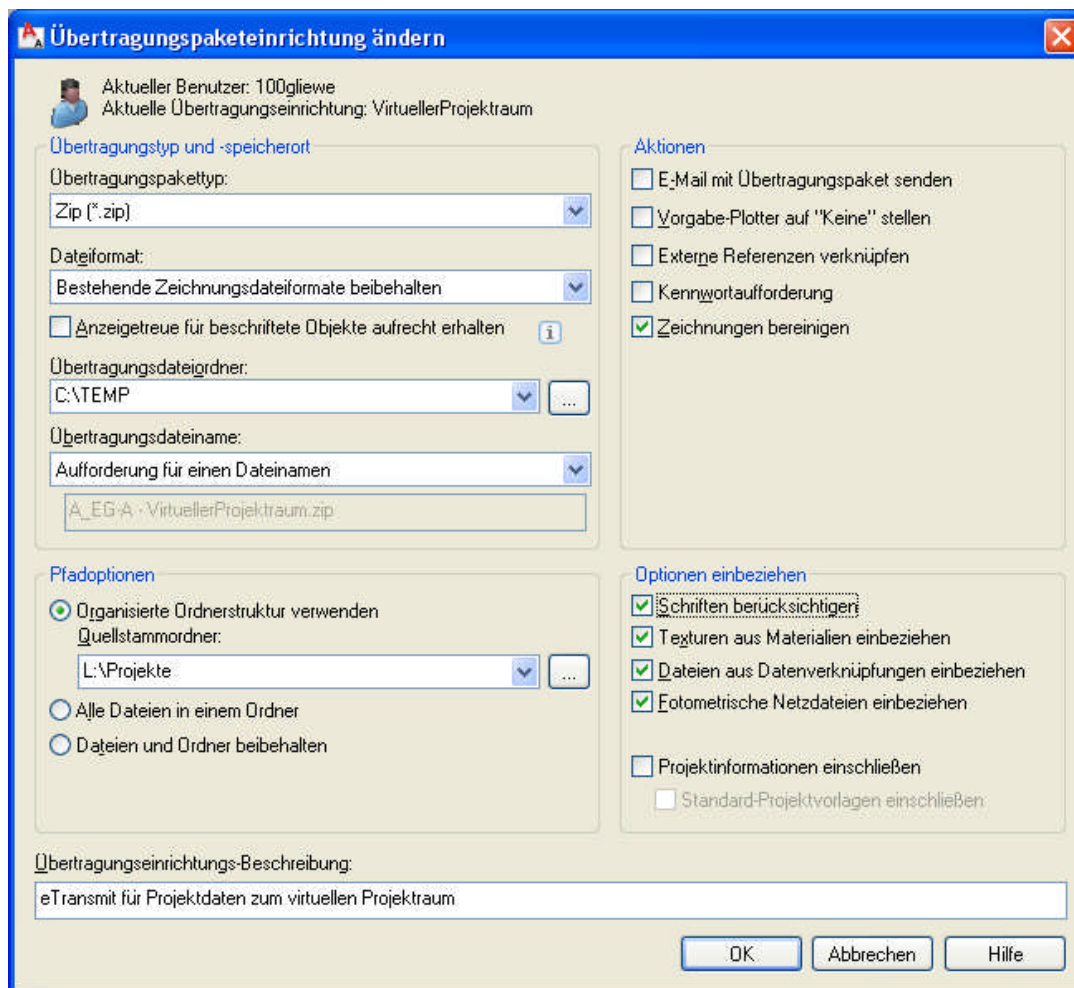 Übertragungspaketeinrichtung ändern
Aktueller Benutzer: 100gliewe
Aktuelle Übertragungseinrichtung: VirtuellerProjektraum
Übertragungstyp und -speicherort
Übertragungspakettyp:
Zip (*.zip)
Dateiformat:
Bestehende Zeichnungsdateiformate beibehalten
Anzeigetreue für beschriftete Objekte aufrecht erhalten
Übertragungsdateiordner:
C:\TEMP
...
Übertragungsdateiname:
Aufforderung für einen Dateinamen
A_EG-A - VirtuellerProjektraum.zip
Aktionen
E-Mail mit Übertragungspaket senden
Vorgabe-Plotter auf "Keine" stellen
Externe Referenzen verknüpfen
Kennwortaufforderung
Zeichnungen bereinigen
Pfadoptionen
Organisierte Ordnerstruktur verwenden
Quellstammordner:
L:\Projekte
...
Alle Dateien in einem Ordner
Dateien und Ordner beibehalten
Optionen einbeziehen
Schriften berücksichtigen
Texturen aus Materialien einbeziehen
Dateien aus Datenverknüpfungen einbeziehen
Fotometrische Netzdateien einbeziehen
Projektinformationen einschließen
Standard-Projektvorlagen einschließen
Übertragungseinrichtungs-Beschreibung:
eTransmit für Projektdaten zum virtuellen Projektraum
OK
Abbrechen
Hilfe